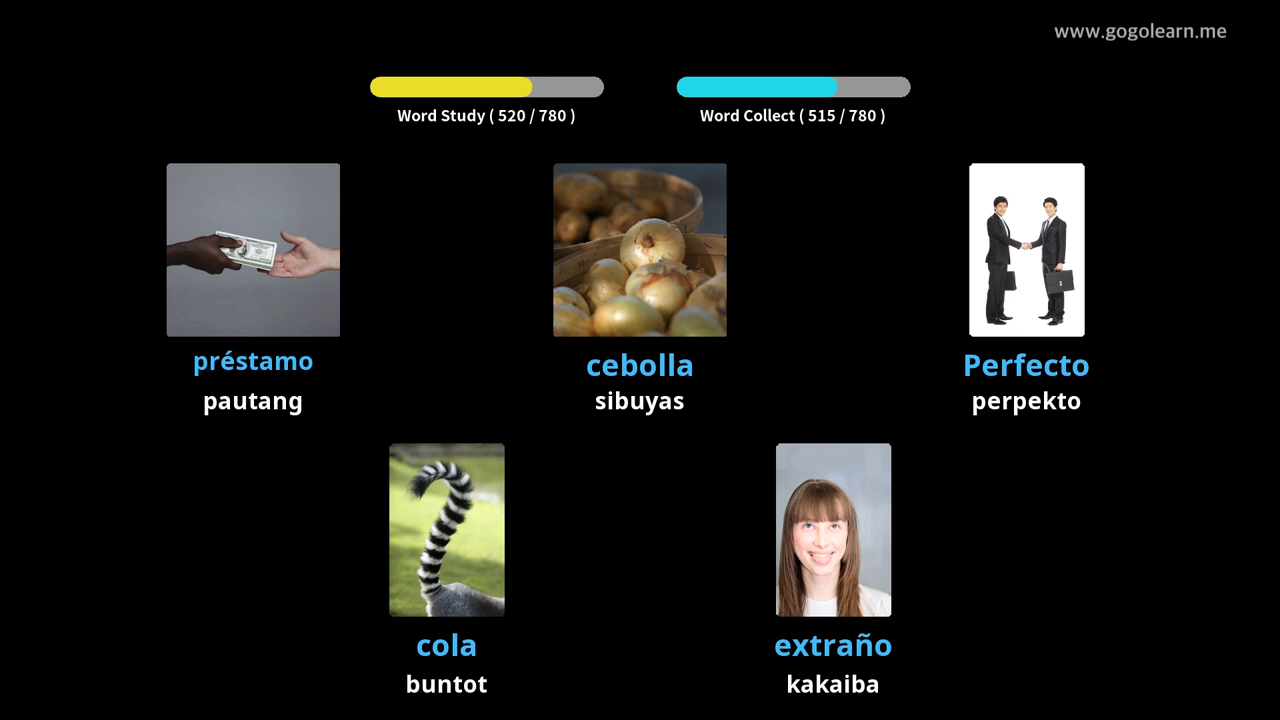 www.gogolearn.me
Word Study ( 520 / 780 )
Word Collect ( 515 / 780 )
préstamo
pautang
cebolla
sibuyas
Perfecto
perpekto
cola
buntot
extraño
kakaiba